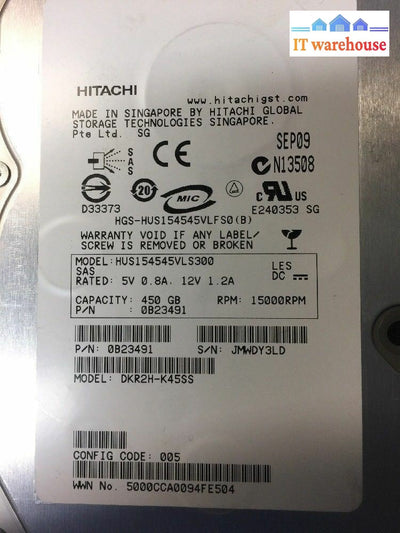 IT warehouse
HITACHI
www.hitachigst.com
MADE IN SINGAPORE BY HITACHI GLOBAL
STORAGE TECHNOLOGIES SINGAPORE.
Pte Ltd. SG
SEP09
SAS
CE
N13508
D33373
20
MIC
c UL US
E240353 SG
HGS-HUS154545VLFS0(B)
WARRANTY VOID IF ANY LABEL/
SCREW IS REMOVED OR BROKEN
MODEL: HUS154545VLS300
SAS
RATED: 5V 0.8A, 12V 1.2A
LES
DC
CAPACITY: 450 GB RPM: 15000RPM
P/N : 0B23491
P/N: 0B23491 S/N: JMWDY3LD
MODEL: DKR2H-K45SS
CONFIG CODE: 005
WWN No. 5000CCA0094FE504